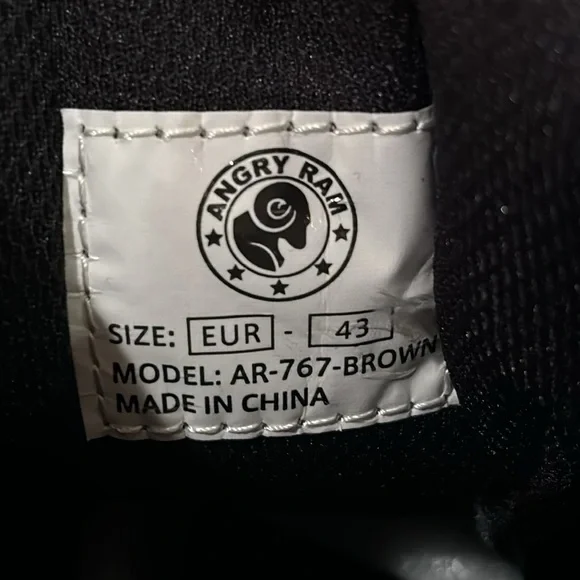 ANGRY RAM
SIZE: EUR - 43
MODEL: AR-767-BROWN
MADE IN CHINA